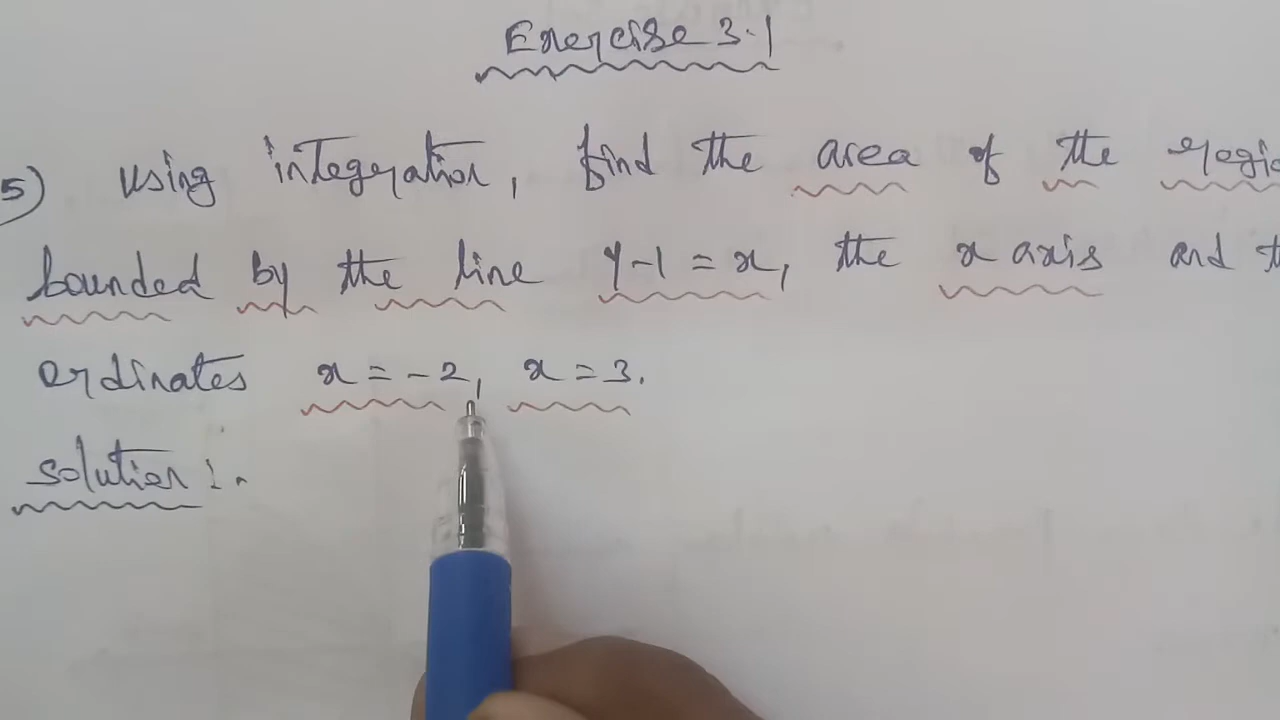 Exercise 3.1
5) Using integration, find the area of the regio
bounded by the line y-1 = x, the x axis and t
ordinates x = -2, x = 3.
solution :-